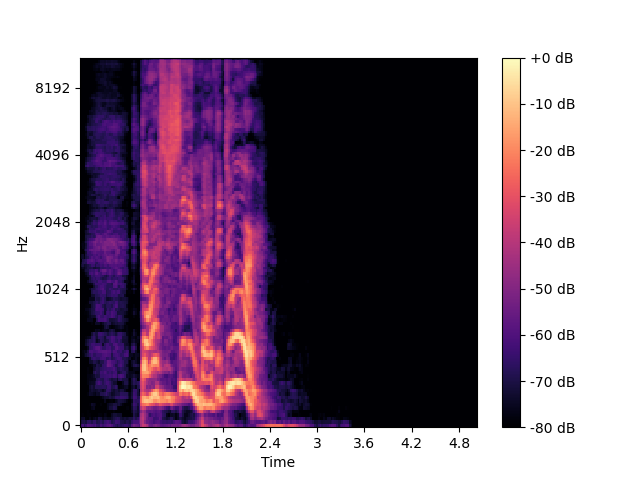 +0 dB
8192
-10 dB
4096
-20 dB
-30 dB
2048
Hz
-40 dB
1024
-50 dB
-60 dB
512
-70 dB
0
-80 dB
0 0.6 1.2 1.8 2.4 3 3.6 4.2 4.8
Time